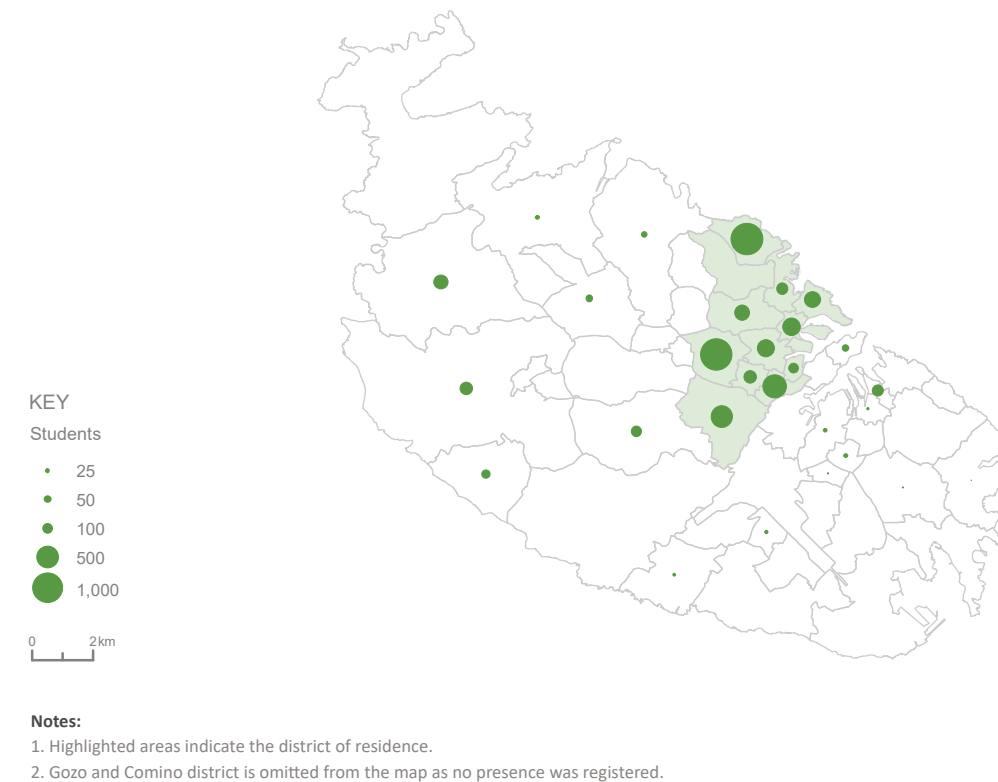 KEY
Students
25
50
100
500
1,000
0 2km
Notes:
1. Highlighted areas indicate the district of residence.
2. Gozo and Comino district is omitted from the map as no presence was registered.